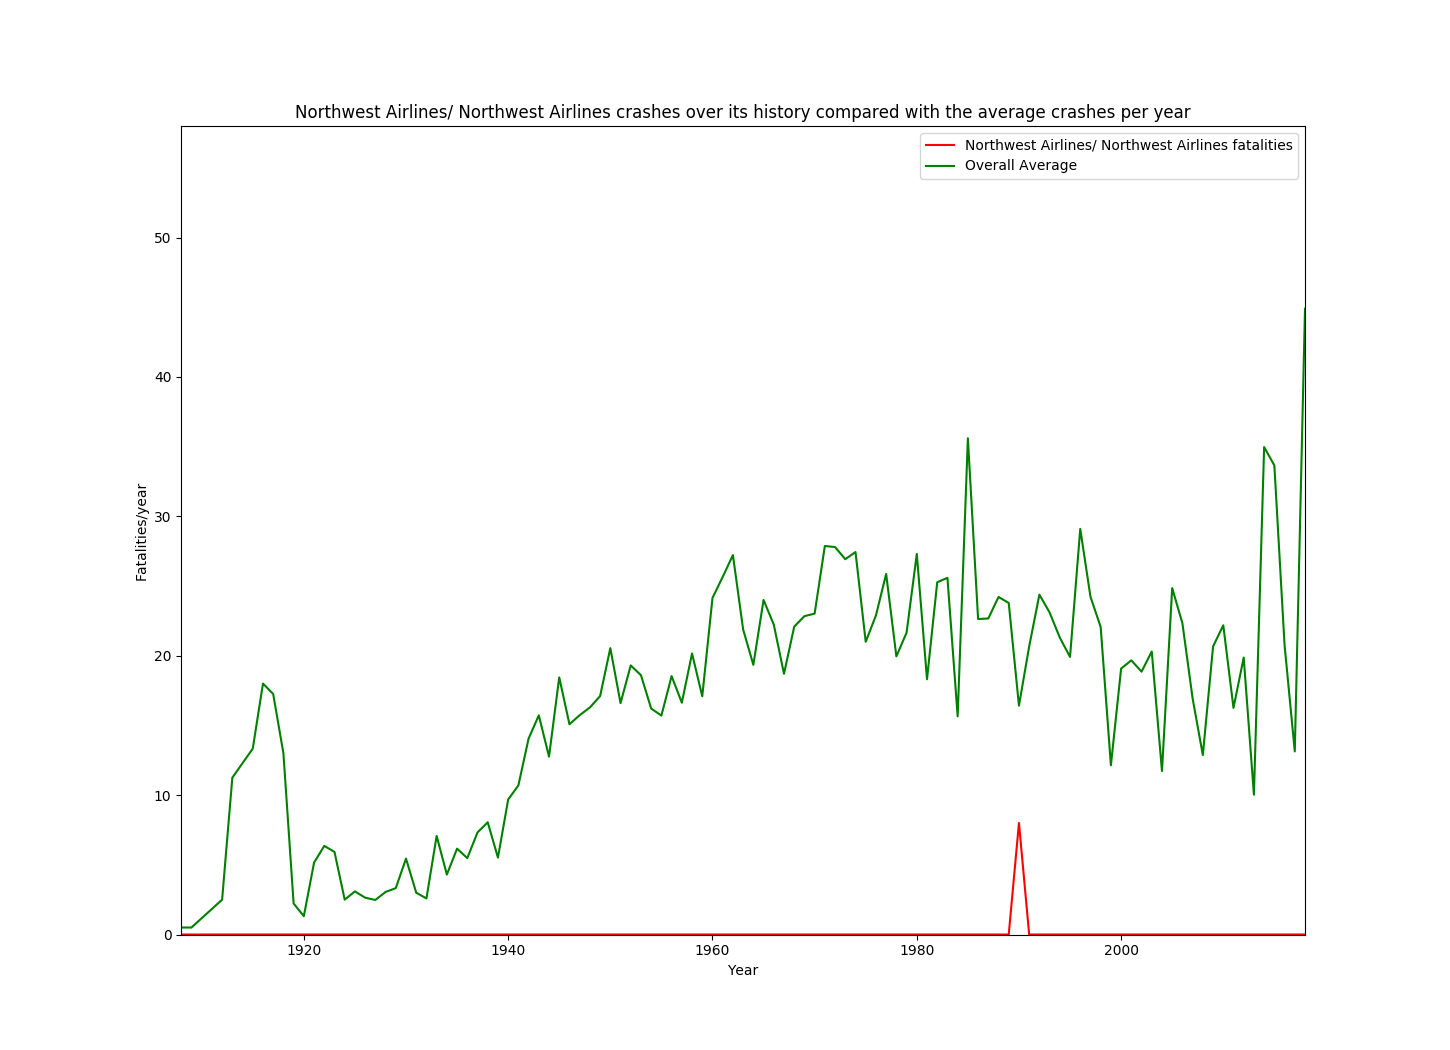 Northwest Airlines/ Northwest Airlines crashes over its history compared with the average crashes per year
Northwest Airlines/ Northwest Airlines fatalities
Overall Average
50
40
30
20
10
0
Fatalities/year
1920 1940 1960 1980 2000
Year